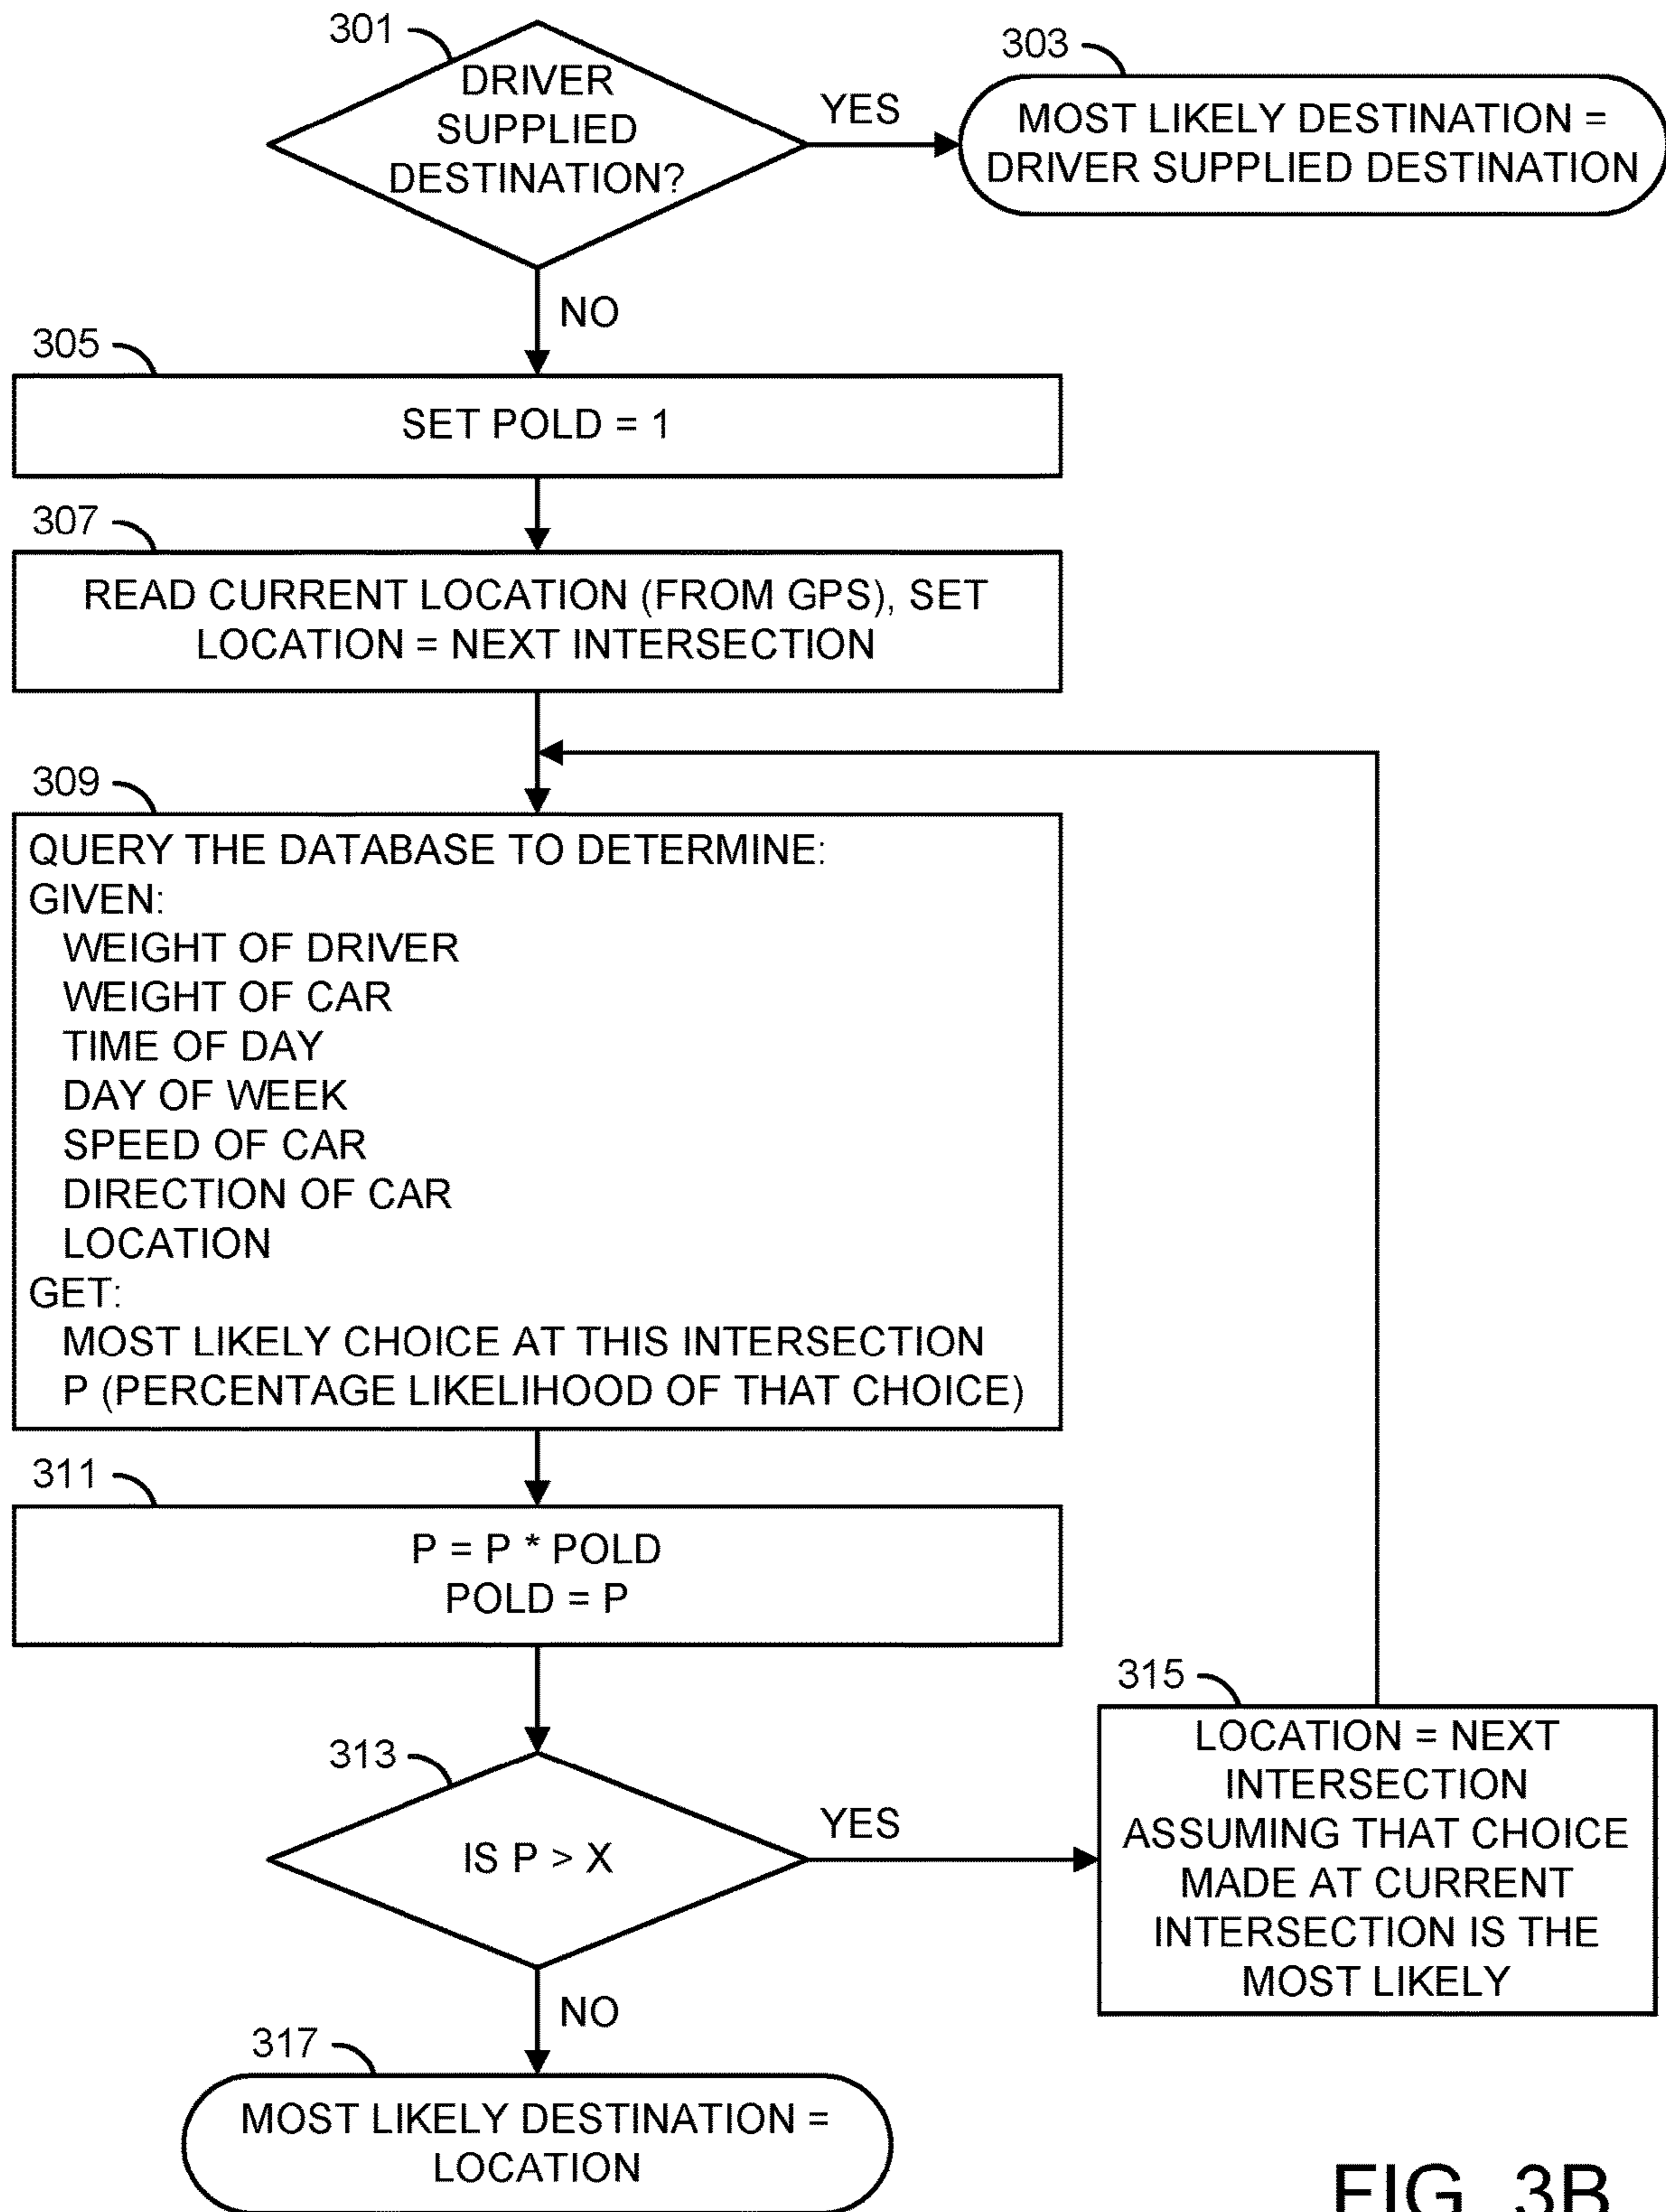 301
DRIVER
SUPPLIED
DESTINATION?
YES
303
MOST LIKELY DESTINATION =
DRIVER SUPPLIED DESTINATION
NO
305
SET POLD = 1
307
READ CURRENT LOCATION (FROM GPS), SET
LOCATION = NEXT INTERSECTION
309
QUERY THE DATABASE TO DETERMINE:
GIVEN:
WEIGHT OF DRIVER
WEIGHT OF CAR
TIME OF DAY
DAY OF WEEK
SPEED OF CAR
DIRECTION OF CAR
LOCATION
GET:
MOST LIKELY CHOICE AT THIS INTERSECTION
P (PERCENTAGE LIKELIHOOD OF THAT CHOICE)
311
P = P * POLD
POLD = P
313
IS P > X
YES
315
LOCATION = NEXT
INTERSECTION
ASSUMING THAT CHOICE
MADE AT CURRENT
INTERSECTION IS THE
MOST LIKELY
NO
317
MOST LIKELY DESTINATION =
LOCATION
FIG. 3B